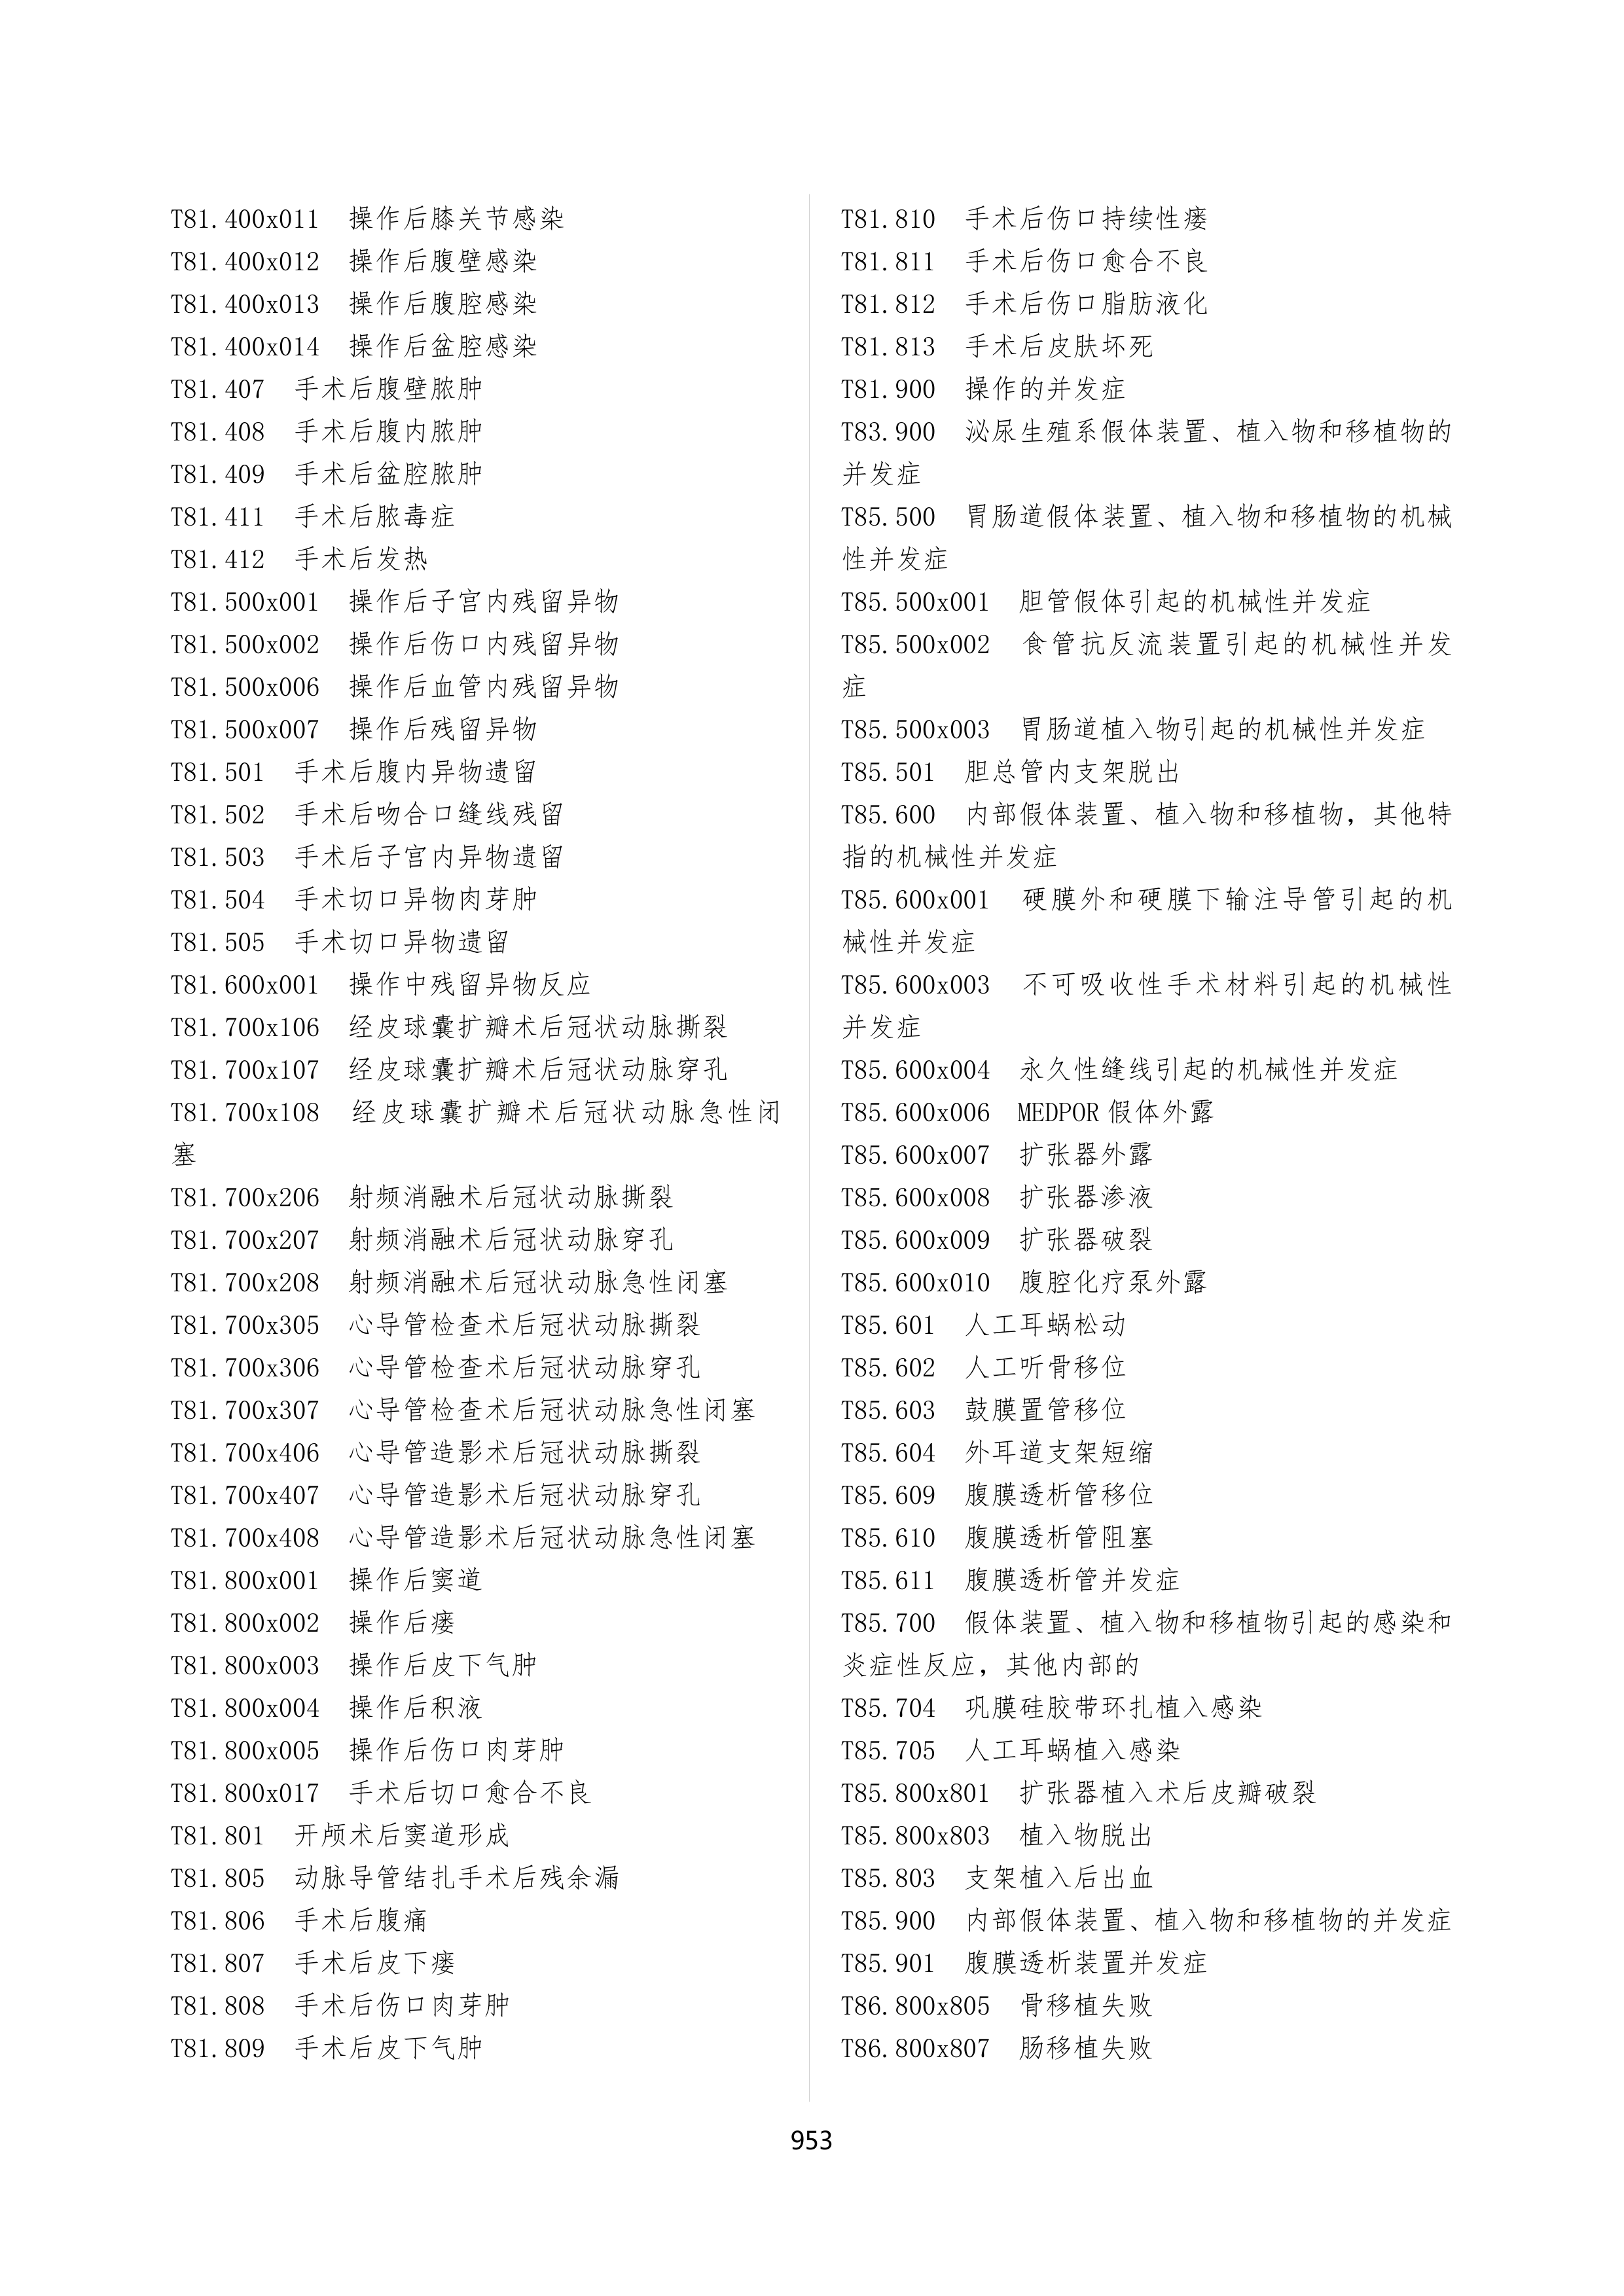 T81.400x011 操作后膝关节感染
T81.400x012 操作后腹壁感染
T81.400x013 操作后腹腔感染
T81.400x014 操作后盆腔感染
T81.407 手术后腹壁脓肿
T81.408 手术后腹内脓肿
T81.409 手术后盆腔脓肿
T81.411 手术后脓毒症
T81.412 手术后发热
T81.500x001 操作后子宫内残留异物
T81.500x002 操作后伤口内残留异物
T81.500x006 操作后血管内残留异物
T81.500x007 操作后残留异物
T81.501 手术后腹内异物遗留
T81.502 手术后吻合口缝线残留
T81.503 手术后子宫内异物遗留
T81.504 手术切口异物肉芽肿
T81.505 手术切口异物遗留
T81.600x001 操作中残留异物反应
T81.700x106 经皮球囊扩瓣术后冠状动脉撕裂
T81.700x107 经皮球囊扩瓣术后冠状动脉穿孔
T81.700x108 经皮球囊扩瓣术后冠状动脉急性闭
塞
T81.700x206 射频消融术后冠状动脉撕裂
T81.700x207 射频消融术后冠状动脉穿孔
T81.700x208 射频消融术后冠状动脉急性闭塞
T81.700x305 心导管检查术后冠状动脉撕裂
T81.700x306 心导管检查术后冠状动脉穿孔
T81.700x307 心导管检查术后冠状动脉急性闭塞
T81.700x406 心导管造影术后冠状动脉撕裂
T81.700x407 心导管造影术后冠状动脉穿孔
T81.700x408 心导管造影术后冠状动脉急性闭塞
T81.800x001 操作后窦道
T81.800x002 操作后瘘
T81.800x003 操作后皮下气肿
T81.800x004 操作后积液
T81.800x005 操作后伤口肉芽肿
T81.800x017 手术后切口愈合不良
T81.801 开颅术后窦道形成
T81.805 动脉导管结扎手术后残余漏
T81.806 手术后腹痛
T81.807 手术后皮下瘘
T81.808 手术后伤口肉芽肿
T81.809 手术后皮下气肿
T81.810 手术后伤口持续性瘘
T81.811 手术后伤口愈合不良
T81.812 手术后伤口脂肪液化
T81.813 手术后皮肤坏死
T81.900 操作的并发症
T83.900 泌尿生殖系假体装置、植入物和移植物的
并发症
T85.500 胃肠道假体装置、植入物和移植物的机械
性并发症
T85.500x001 胆管假体引起的机械性并发症
T85.500x002 食管抗反流装置引起的机械性并发
症
T85.500x003 胃肠道植入物引起的机械性并发症
T85.501 胆总管内支架脱出
T85.600 内部假体装置、植入物和移植物，其他特
指的机械性并发症
T85.600x001 硬膜外和硬膜下输注导管引起的机
械性并发症
T85.600x003 不可吸收性手术材料引起的机械性
并发症
T85.600x004 永久性缝线引起的机械性并发症
T85.600x006 MEDPOR 假体外露
T85.600x007 扩张器外露
T85.600x008 扩张器渗液
T85.600x009 扩张器破裂
T85.600x010 腹腔化疗泵外露
T85.601 人工耳蜗松动
T85.602 人工听骨移位
T85.603 鼓膜置管移位
T85.604 外耳道支架短缩
T85.609 腹膜透析管移位
T85.610 腹膜透析管阻塞
T85.611 腹膜透析管并发症
T85.700 假体装置、植入物和移植物引起的感染和
炎症性反应，其他内部的
T85.704 巩膜硅胶带环扎植入感染
T85.705 人工耳蜗植入感染
T85.800x801 扩张器植入术后皮瓣破裂
T85.800x803 植入物脱出
T85.803 支架植入后出血
T85.900 内部假体装置、植入物和移植物的并发症
T85.901 腹膜透析装置并发症
T86.800x805 骨移植失败
T86.800x807 肠移植失败
953